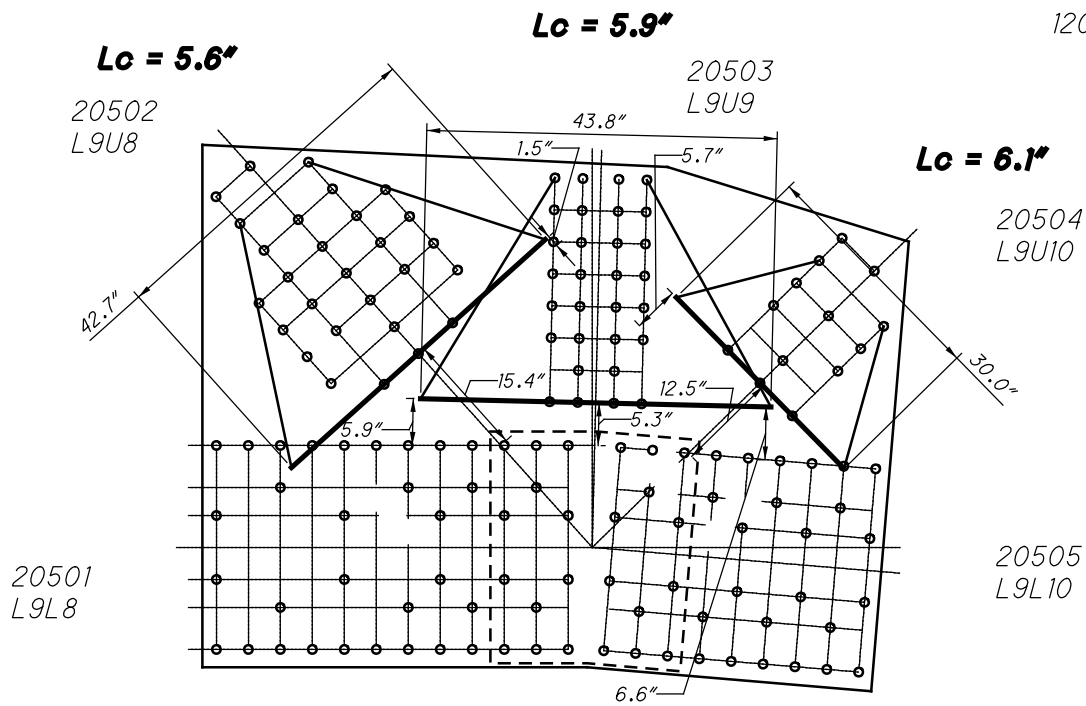 Lc = 5.9"
120
Lc = 5.6"
20503
L9U9
20502
L9U8
43.8"
1.5"
5.7"
Lc = 6.1"
20504
L9U10
42.7"
30.0"
15.4"
12.5"
5.9"
5.3"
20501
L9L8
20505
L9L10
6.6"